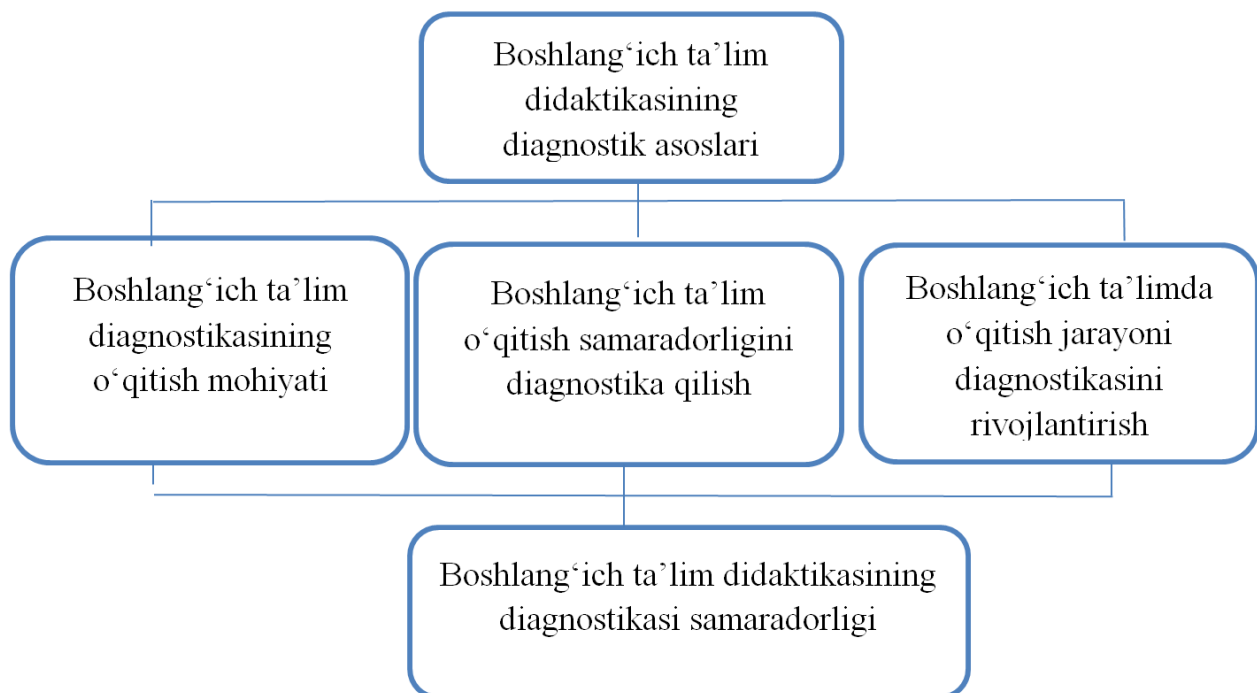 Boshlang‘ich ta’lim
didaktikasining
diagnostik asoslari
Boshlang‘ich ta’lim
diagnostikasining
o‘qitish mohiyati
Boshlang‘ich ta’lim
o‘qitish samaradorligini
diagnostika qilish
Boshlang‘ich ta’limda
o‘qitish jarayoni
diagnostikasini
rivojlantirish
Boshlang‘ich ta’lim didaktikasining
diagnostikasi samaradorligi